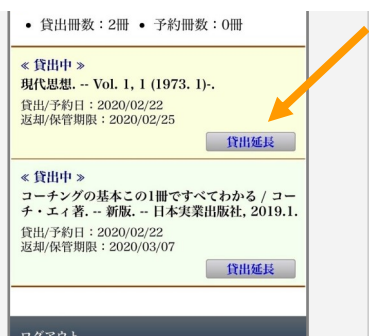 • 貸出冊数：2冊 • 予約冊数：0冊
≪ 貸出中 ≫
現代思想. -- Vol. 1, 1 (1973. 1)-.
貸出/予約日：2020/02/22
返却/保管期限：2020/02/25
貸出延長
≪ 貸出中 ≫
コーチングの基本この1冊ですべてわかる / コー
チ・エィ著. -- 新版. -- 日本実業出版社, 2019.1.
貸出/予約日：2020/02/22
返却/保管期限：2020/03/07
貸出延長
ログアウト